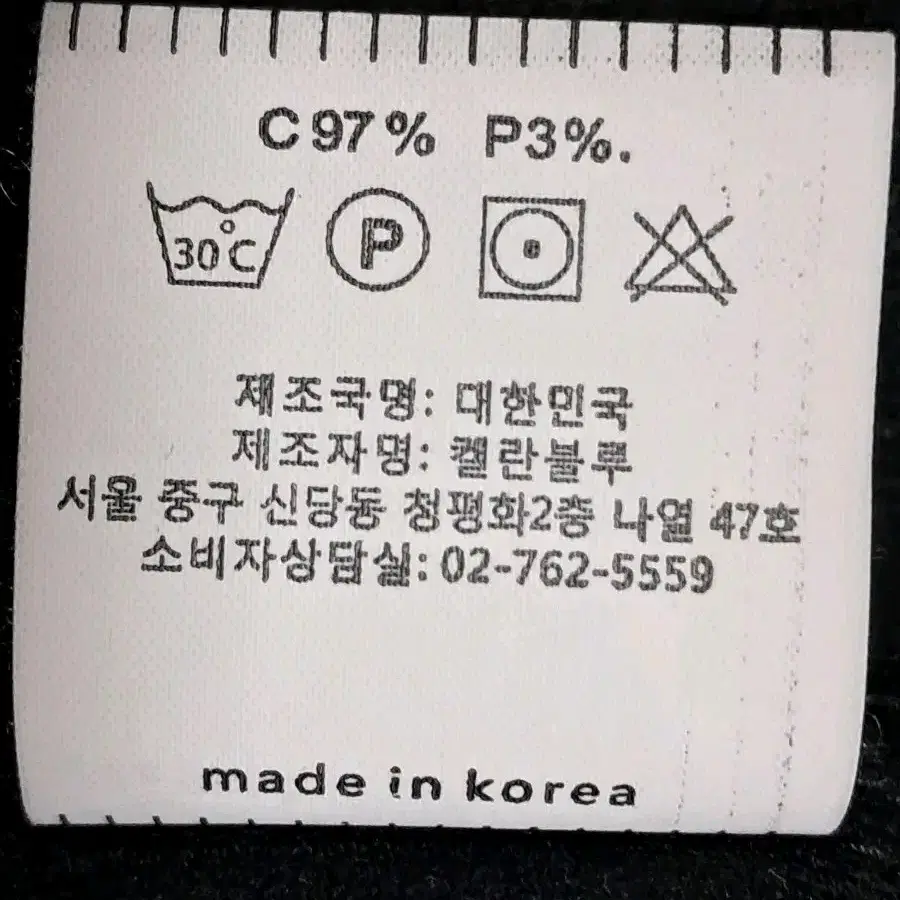 C 97% P3%.
30°C P
제조국명: 대한민국
제조자명: 켈란블루
서울 중구 신당동 청평화2층 나열 47호
소비자상담실: 02-762-5559
made in korea